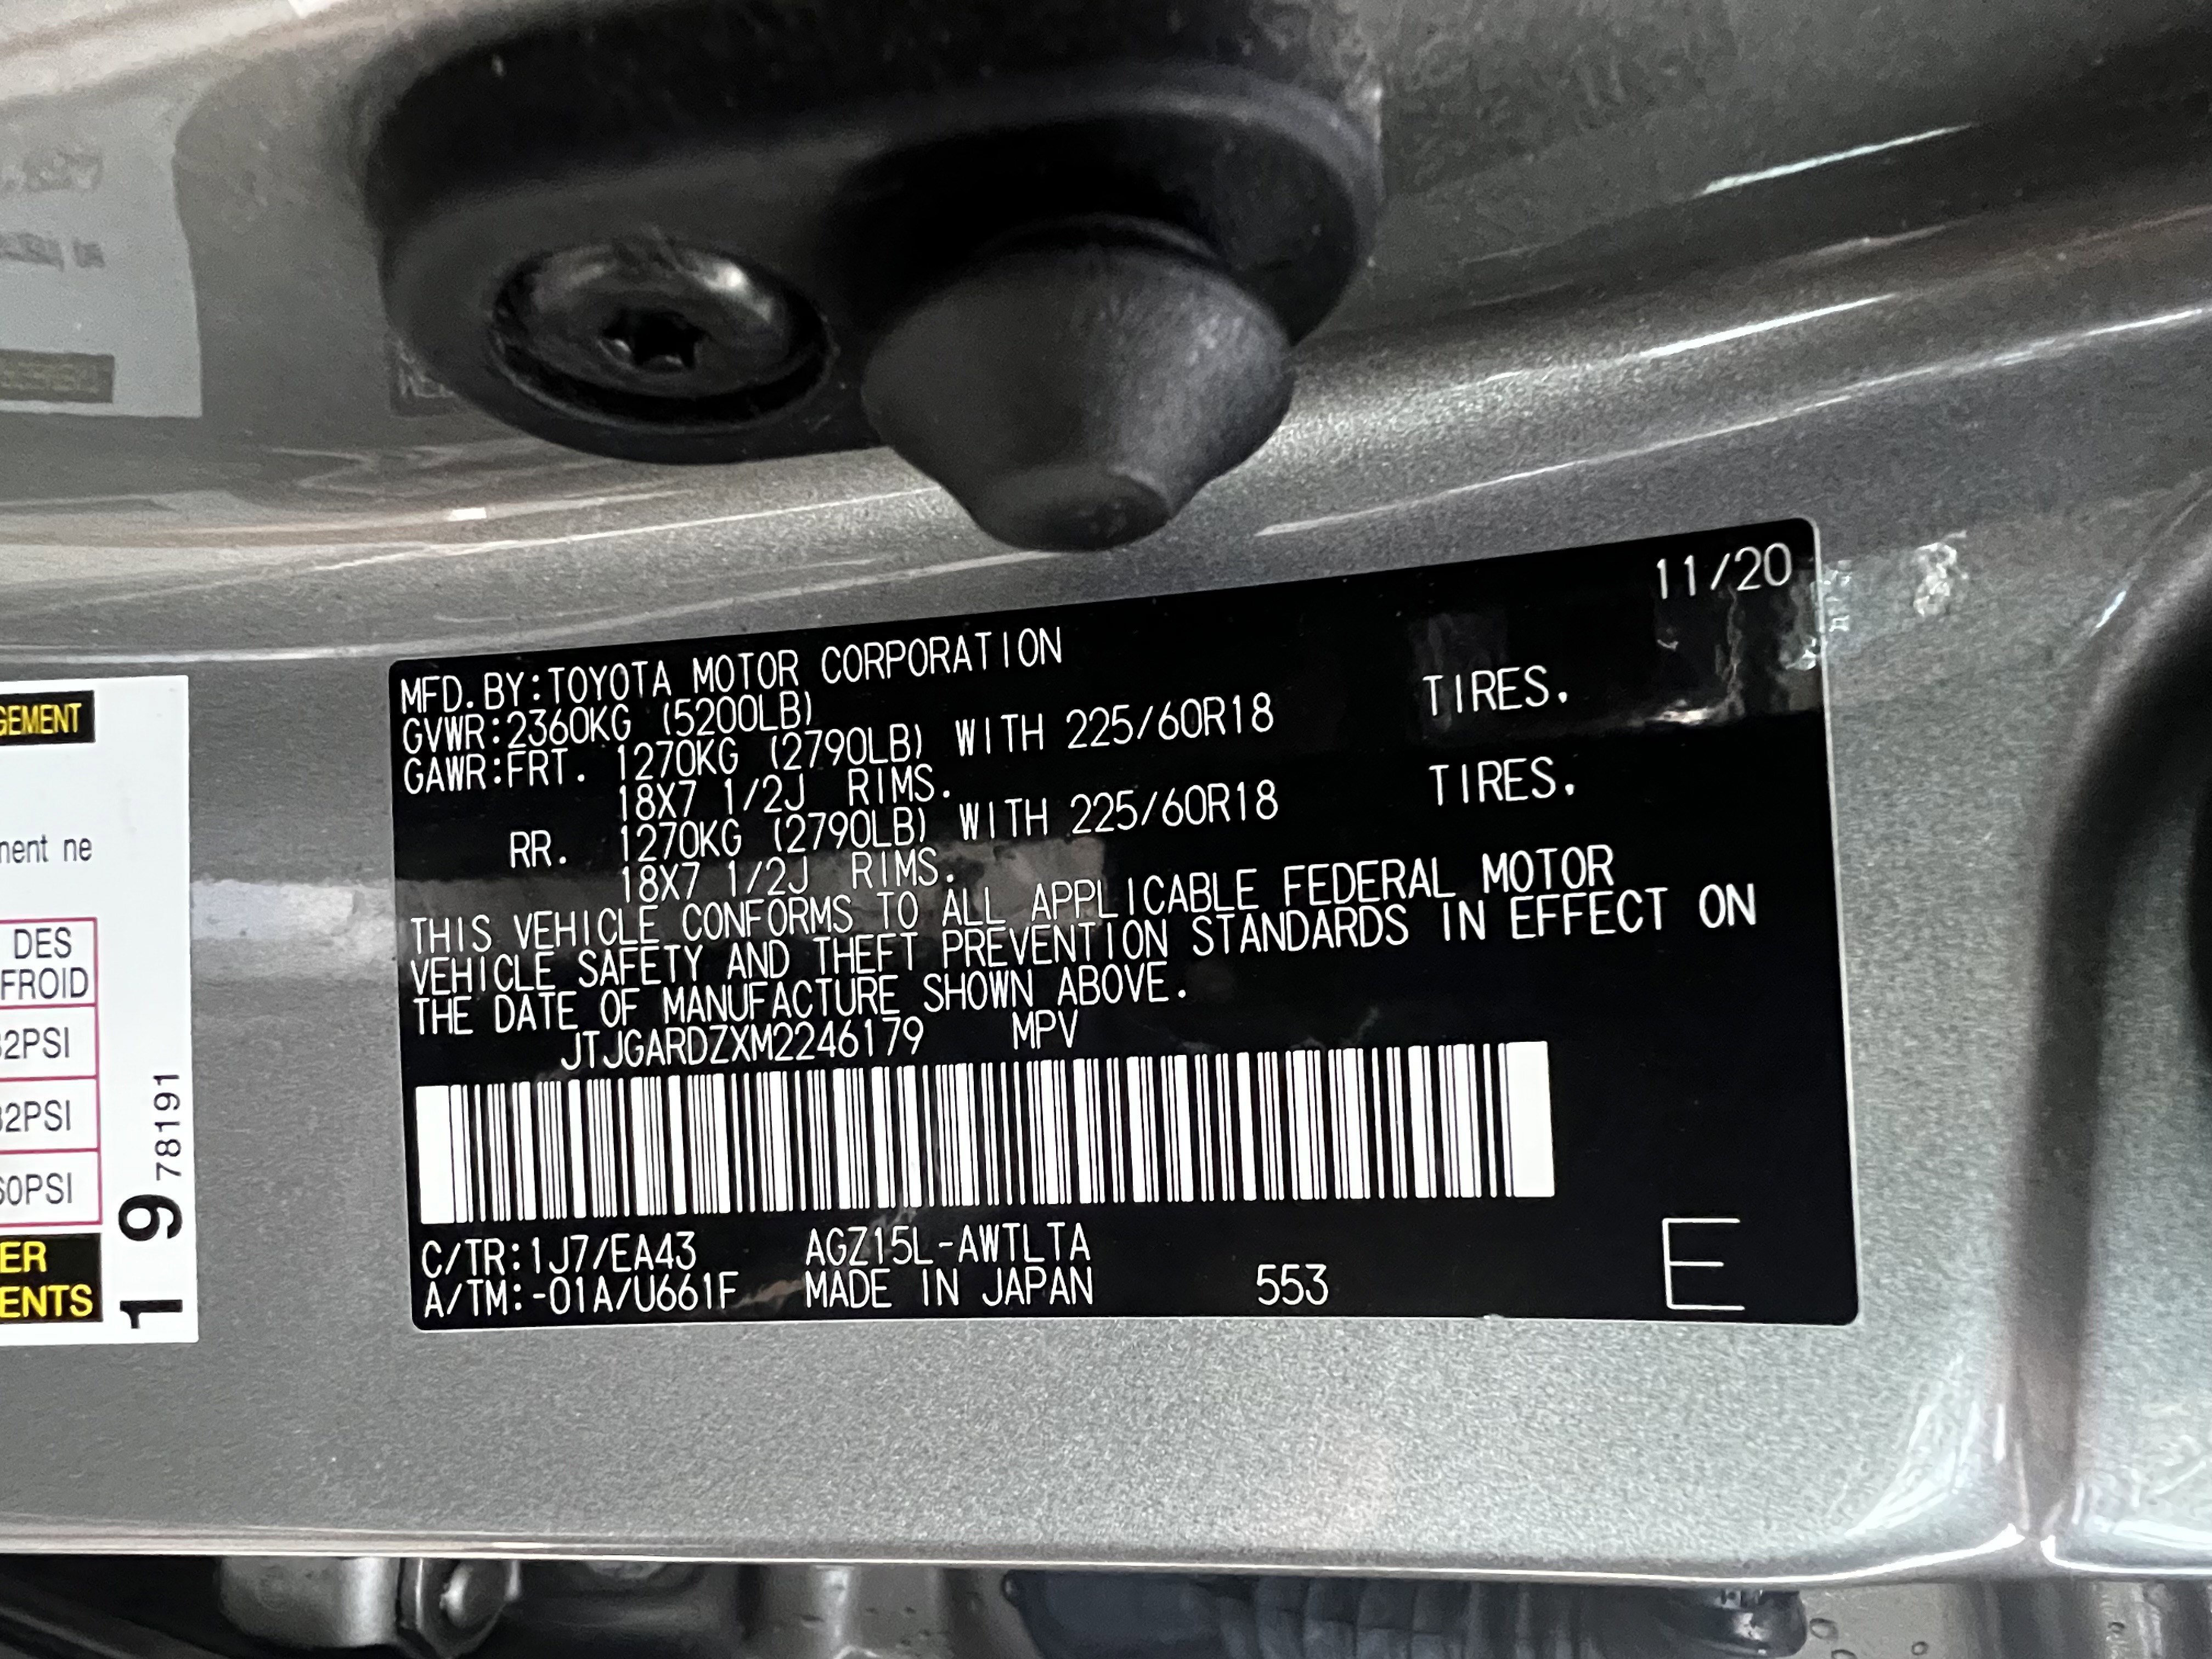 11/20
MFD.BY:TOYOTA MOTOR CORPORATION
GVWR:2360KG (5200LB)
GAWR:FRT. 1270KG (2790LB) WITH 225/60R18 TIRES.
18X7 1/2J RIMS.
RR. 1270KG (2790LB) WITH 225/60R18 TIRES.
18X7 1/2J RIMS.
THIS VEHICLE CONFORMS TO ALL APPLICABLE FEDERAL MOTOR
VEHICLE SAFETY AND THEFT PREVENTION STANDARDS IN EFFECT ON
THE DATE OF MANUFACTURE SHOWN ABOVE.
JTJGARDZXM2246179 MPV
C/TR:1J7/EA43 AGZ15L-AWTLTA
A/TM:-01A/U661F MADE IN JAPAN 553 E
ne
DES
FROID
2PSI
2PSI
0PSI
ER
ENTS
19 78191